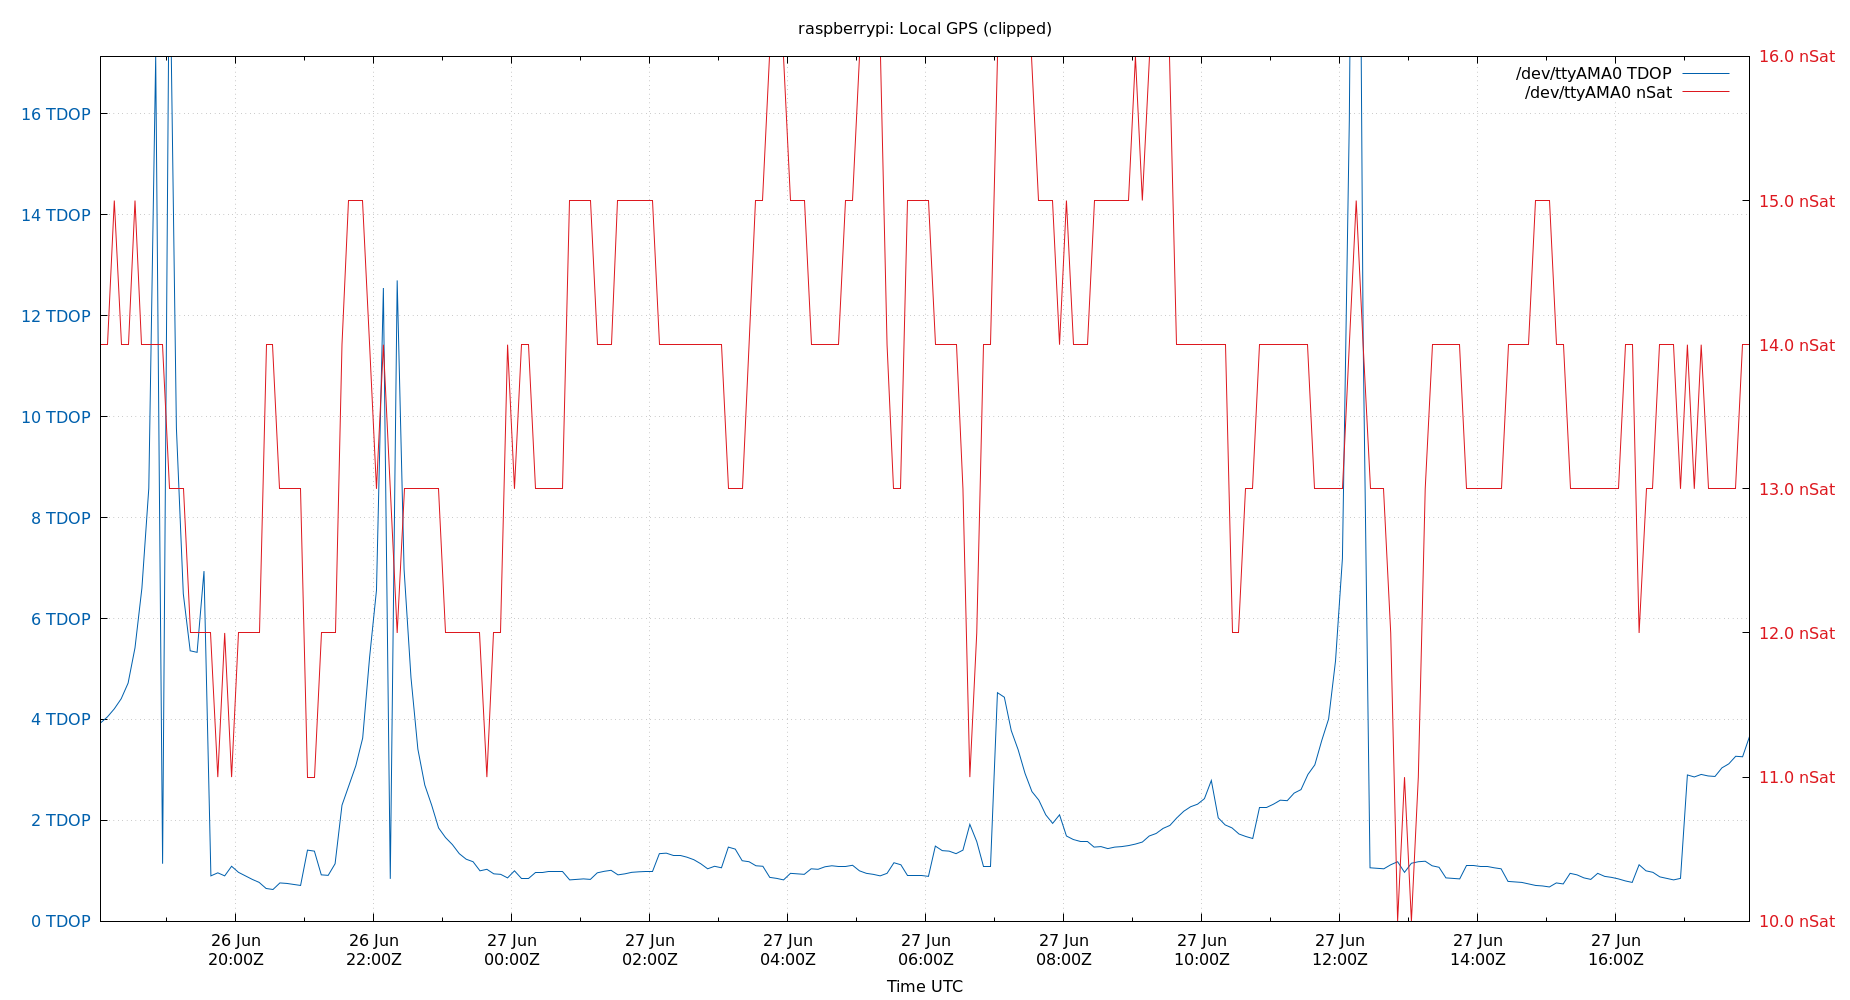 raspberrypi: Local GPS (clipped)
/dev/ttyAMA0 TDOP
/dev/ttyAMA0 nSat
16 TDOP
14 TDOP
12 TDOP
10 TDOP
8 TDOP
6 TDOP
4 TDOP
2 TDOP
0 TDOP
16.0 nSat
15.0 nSat
14.0 nSat
13.0 nSat
12.0 nSat
11.0 nSat
10.0 nSat
26 Jun
20:00Z
26 Jun
22:00Z
27 Jun
00:00Z
27 Jun
02:00Z
27 Jun
04:00Z
27 Jun
06:00Z
27 Jun
08:00Z
27 Jun
10:00Z
27 Jun
12:00Z
27 Jun
14:00Z
27 Jun
16:00Z
Time UTC